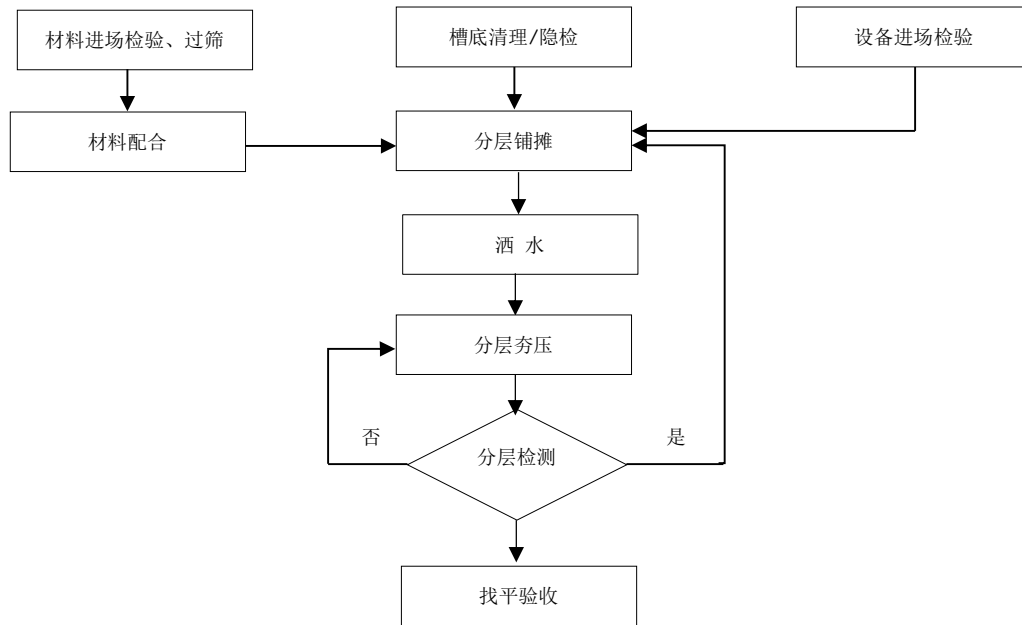 材料进场检验、过筛
槽底清理/隐检
设备进场检验
材料配合
分层铺摊
洒 水
分层夯压
否
是
分层检测
找平验收